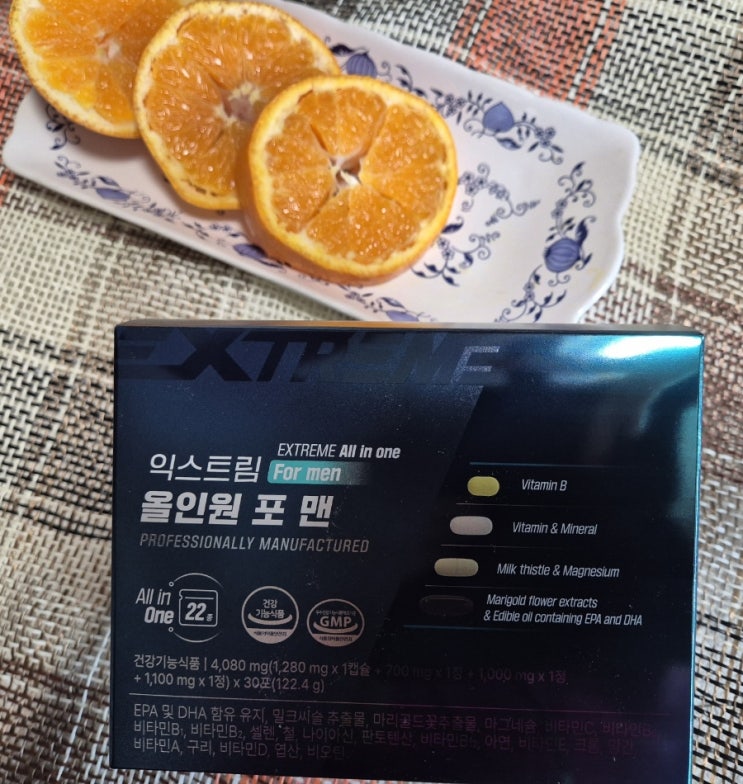 EXTREME
EXTREME All in one
익스트림 For men
올인원 포 맨
PROFESSIONALLY MANUFACTURED
Vitamin B
Vitamin & Mineral
Milk thistle & Magnesium
Marigold flower extracts
& Edible oil containing EPA and DHA
All in
One 22종
건강
기능식품
GMP
건강기능식품 | 4,080 mg(1,280 mg x 1캡슐 + 700 mg x 1정 + 1,000 mg x 1정
+ 1,100 mg x 1정) x 30포(122.4 g)
EPA 및 DHA 함유 유지, 밀크씨슬 추출물, 마리골드꽃추출물, 마그네슘, 비타민C,
비타민B₁, 비타민B₂, 셀렌, 철, 나이아신, 판토텐산, 비타민B₁₂, 아연, 비타민E, 크롬, 망간,
비타민A, 구리, 비타민D, 엽산, 비오틴